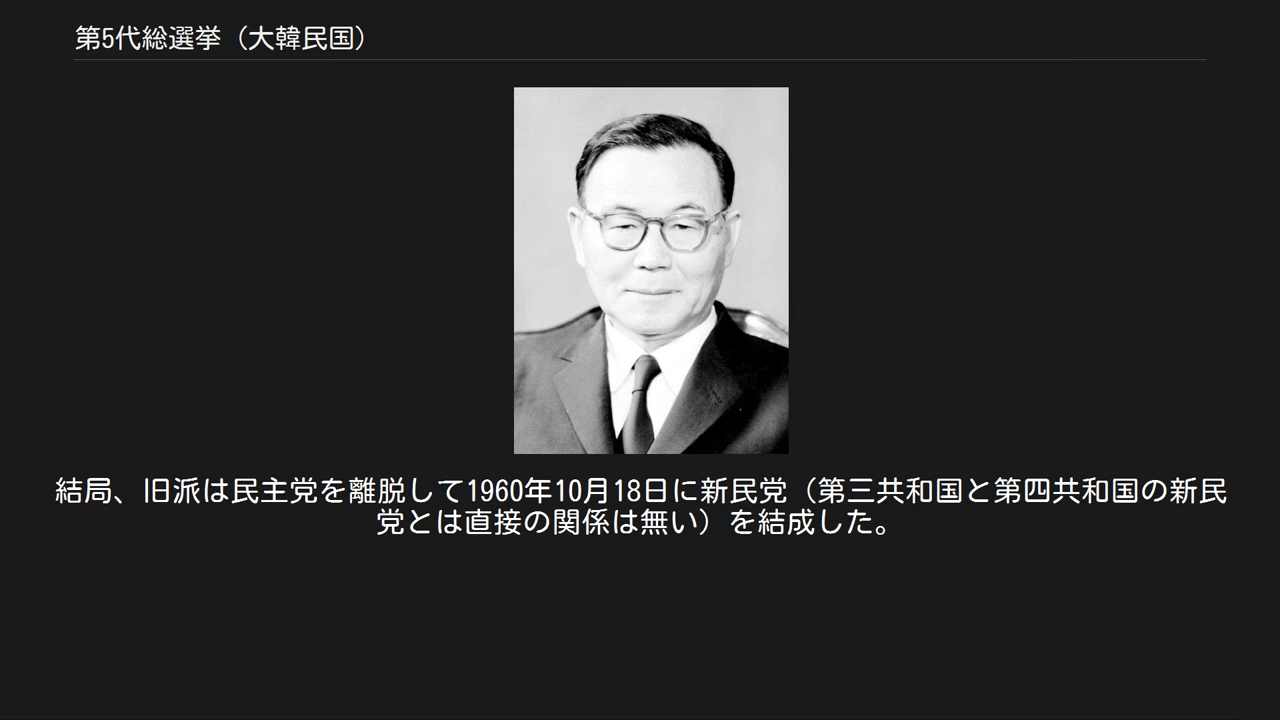 第5代総選挙（大韓民国）
結局、旧派は民主党を離脱して1960年10月18日に新民党（第三共和国と第四共和国の新民
党とは直接の関係は無い）を結成した。